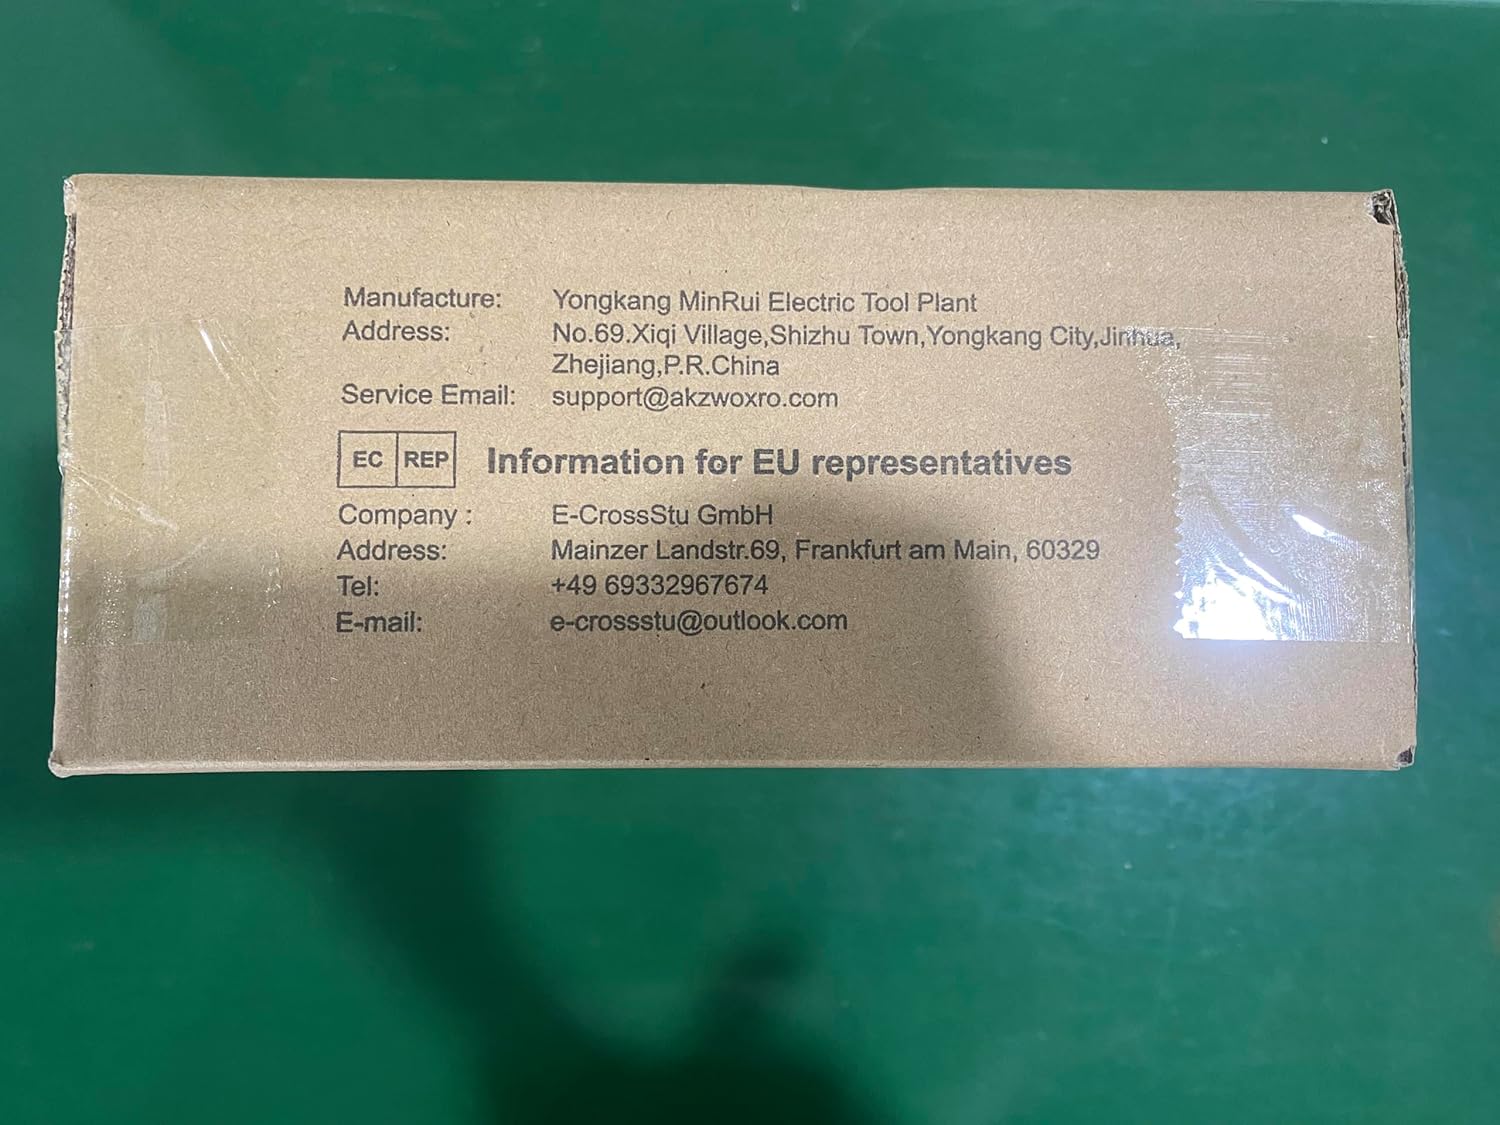 Manufacture: Yongkang MinRui Electric Tool Plant
Address: No.69.Xiqi Village,Shizhu Town,Yongkang City,Jinhua,
Zhejiang,P.R.China
Service Email: support@akzwoxro.com
EC REP Information for EU representatives
Company : E-CrossStu GmbH
Address: Mainzer Landstr.69, Frankfurt am Main, 60329
Tel: +49 69332967674
E-mail: e-crossstu@outlook.com